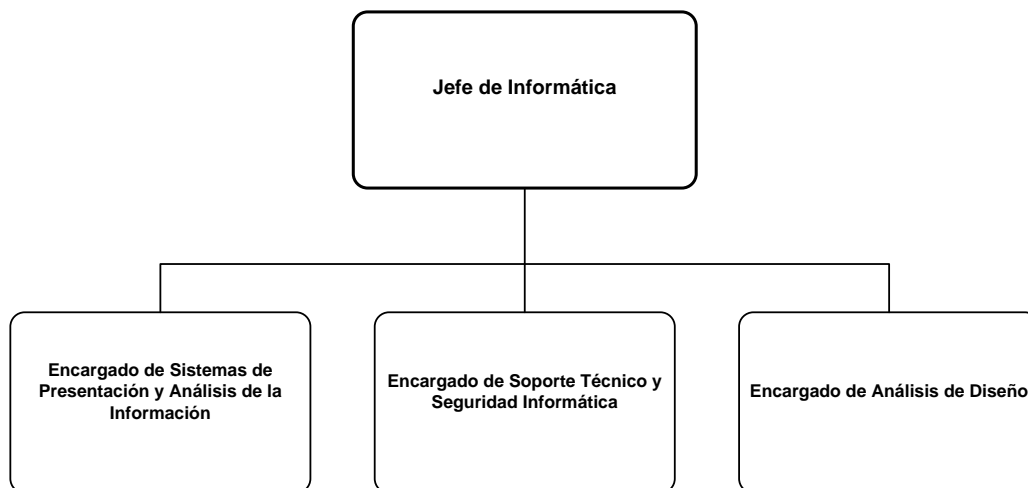 Jefe de Informática
Encargado de Sistemas de
Presentación y Análisis de la
Información
Encargado de Soporte Técnico y
Seguridad Informática
Encargado de Análisis de Diseño